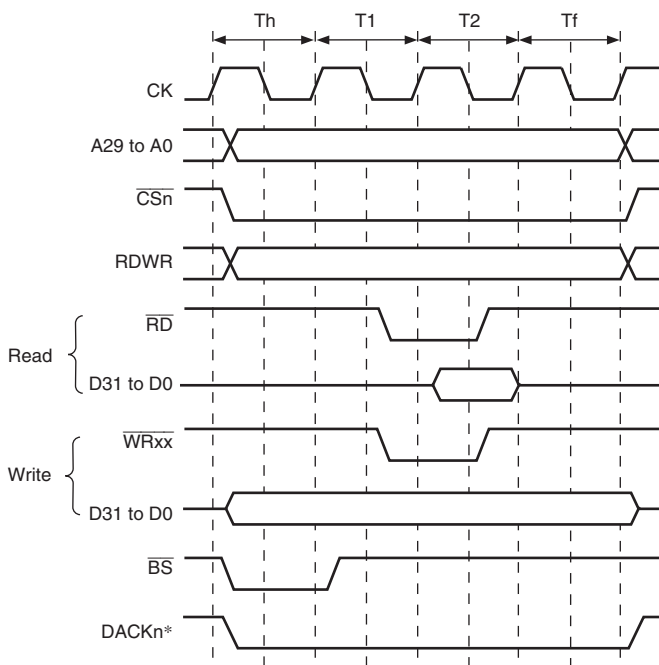 Th T1 T2 Tf
CK
A29 to A0
CSn
RDWR
RD
Read
D31 to D0
WRxx
Write
D31 to D0
BS
DACKn*